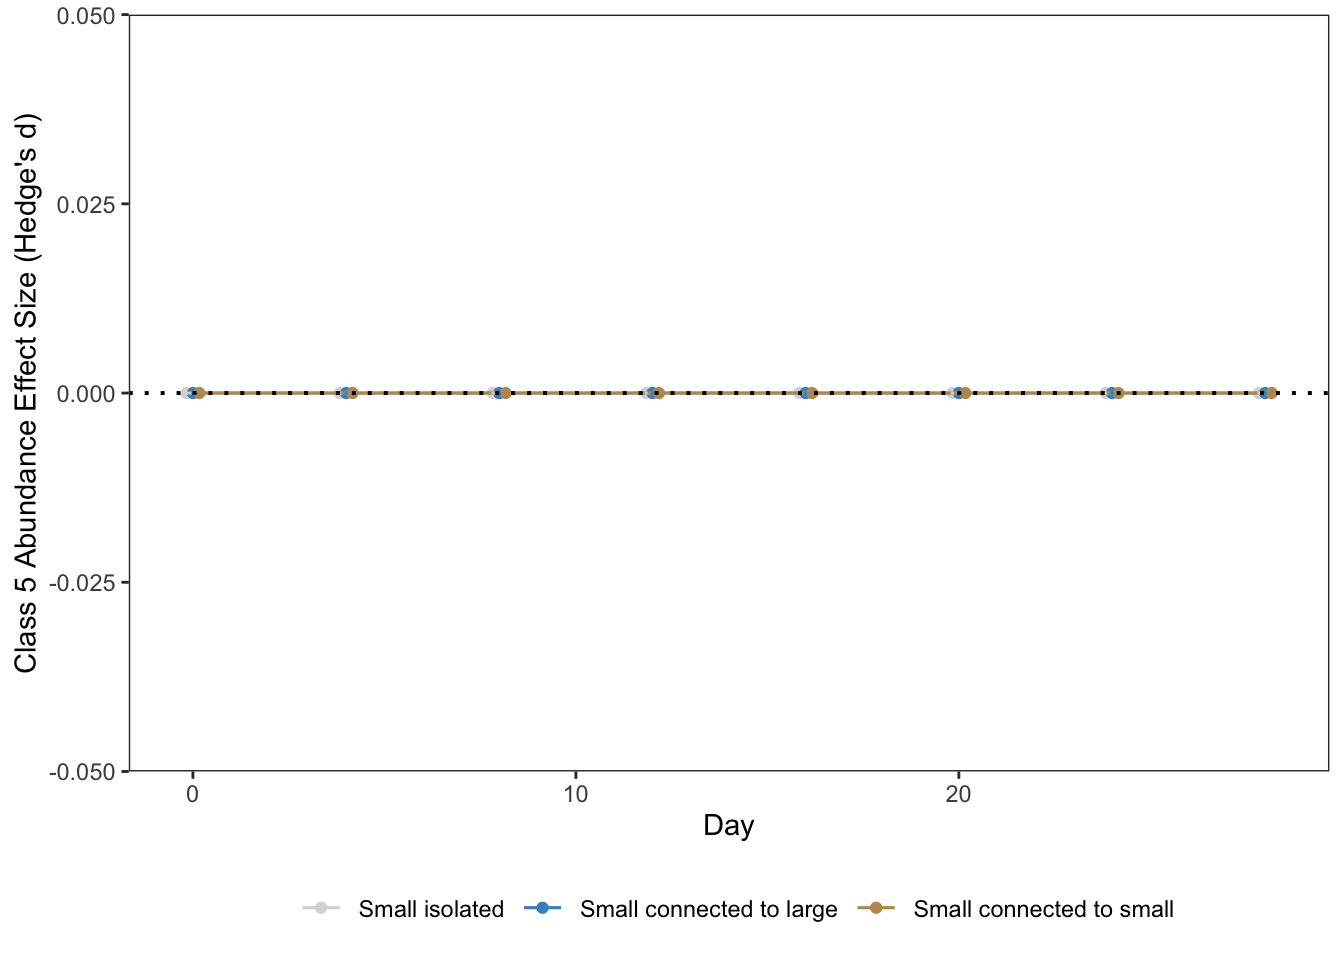 Class 5 Abundance Effect Size (Hedge's d)
0.050
0.025
0.000
-0.025
-0.050
0 10 20
Day
Small isolated Small connected to large Small connected to small